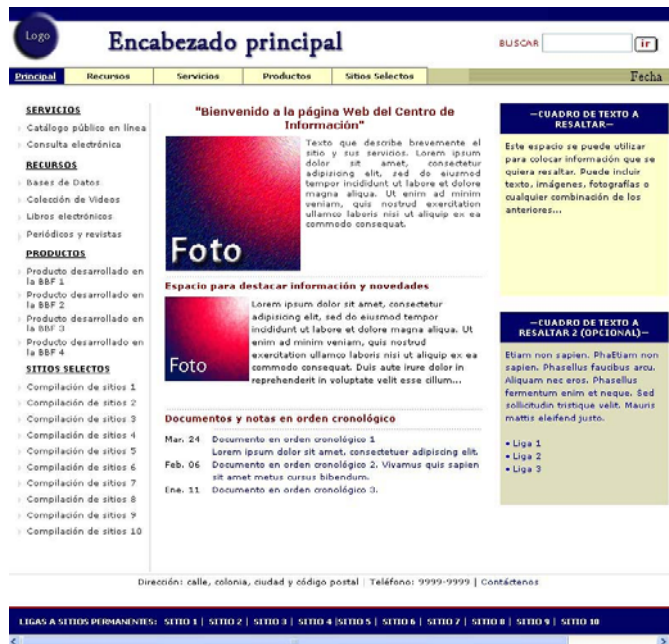 Logo
Encabezado principal
BUSCAR
ir
Principal
Recursos
Servicios
Productos
Sitios Selectos
Fecha
SERVICIOS
Catálogo público en línea
Consulta electrónica
RECURSOS
Bases de Datos
Colección de Videos
Libros electrónicos
Periódicos y revistas
PRODUCTOS
Producto desarrollado en
la BBF 1
Producto desarrollado en
la BBF 2
Producto desarrollado en
la BBF 3
Producto desarrollado en
la BBF 4
SITIOS SELECTOS
Compilación de sitios 1
Compilación de sitios 2
Compilación de sitios 3
Compilación de sitios 4
Compilación de sitios 5
Compilación de sitios 6
Compilación de sitios 7
Compilación de sitios 8
Compilación de sitios 9
Compilación de sitios 10
"Bienvenido a la página Web del Centro de
Información"
Foto
Texto que describe brevemente el
sitio y sus servicios. Lorem ipsum
dolor sit amet, consectetur
adipisicing elit, sed do eiusmod
tempor incididunt ut labore et dolore
magna aliqua. Ut enim ad minim
veniam, quis nostrud exercitation
ullamco laboris nisi ut aliquip ex ea
commodo consequat.
Espacio para destacar información y novedades
Foto
Lorem ipsum dolor sit amet, consectetur
adipisicing elit, sed do eiusmod tempor
incididunt ut labore et dolore magna aliqua. Ut
enim ad minim veniam, quis nostrud
exercitation ullamco laboris nisi ut aliquip ex ea
commodo consequat. Duis aute irure dolor in
reprehenderit in voluptate velit esse cillum...
Documentos y notas en orden cronológico
Mar. 24 Documento en orden cronológico 1
Lorem ipsum dolor sit amet, consectetuer adipiscing elit.
Feb. 06 Documento en orden cronológico 2. Vivamus quis sapien
sit amet metus cursus bibendum.
Ene. 11 Documento en orden cronológico 3.
—CUADRO DE TEXTO A
RESALTAR—
Este espacio se puede utilizar
para colocar información que se
quiera resaltar. Puede incluir
texto, imágenes, fotografías o
cualquier combinación de los
anteriores...
—CUADRO DE TEXTO A
RESALTAR 2 (OPCIONAL)—
Etiam non sapien. PhaEtiam non
sapien. Phasellus faucibus arcu.
Aliquam nec eros. Phasellus
fermentum enim et neque. Sed
sollicitudin tristique velit. Mauris
mattis eleifend justo.
• Liga 1
• Liga 2
• Liga 3
Dirección: calle, colonia, ciudad y código postal | Teléfono: 9999-9999 | Contáctenos
LIGAS A SITIOS PERMANENTES: SITIO 1 | SITIO 2 | SITIO 3 | SITIO 4 |SITIO 5 | SITIO 6 | SITIO 7 | SITIO 8 | SITIO 9 | SITIO 10